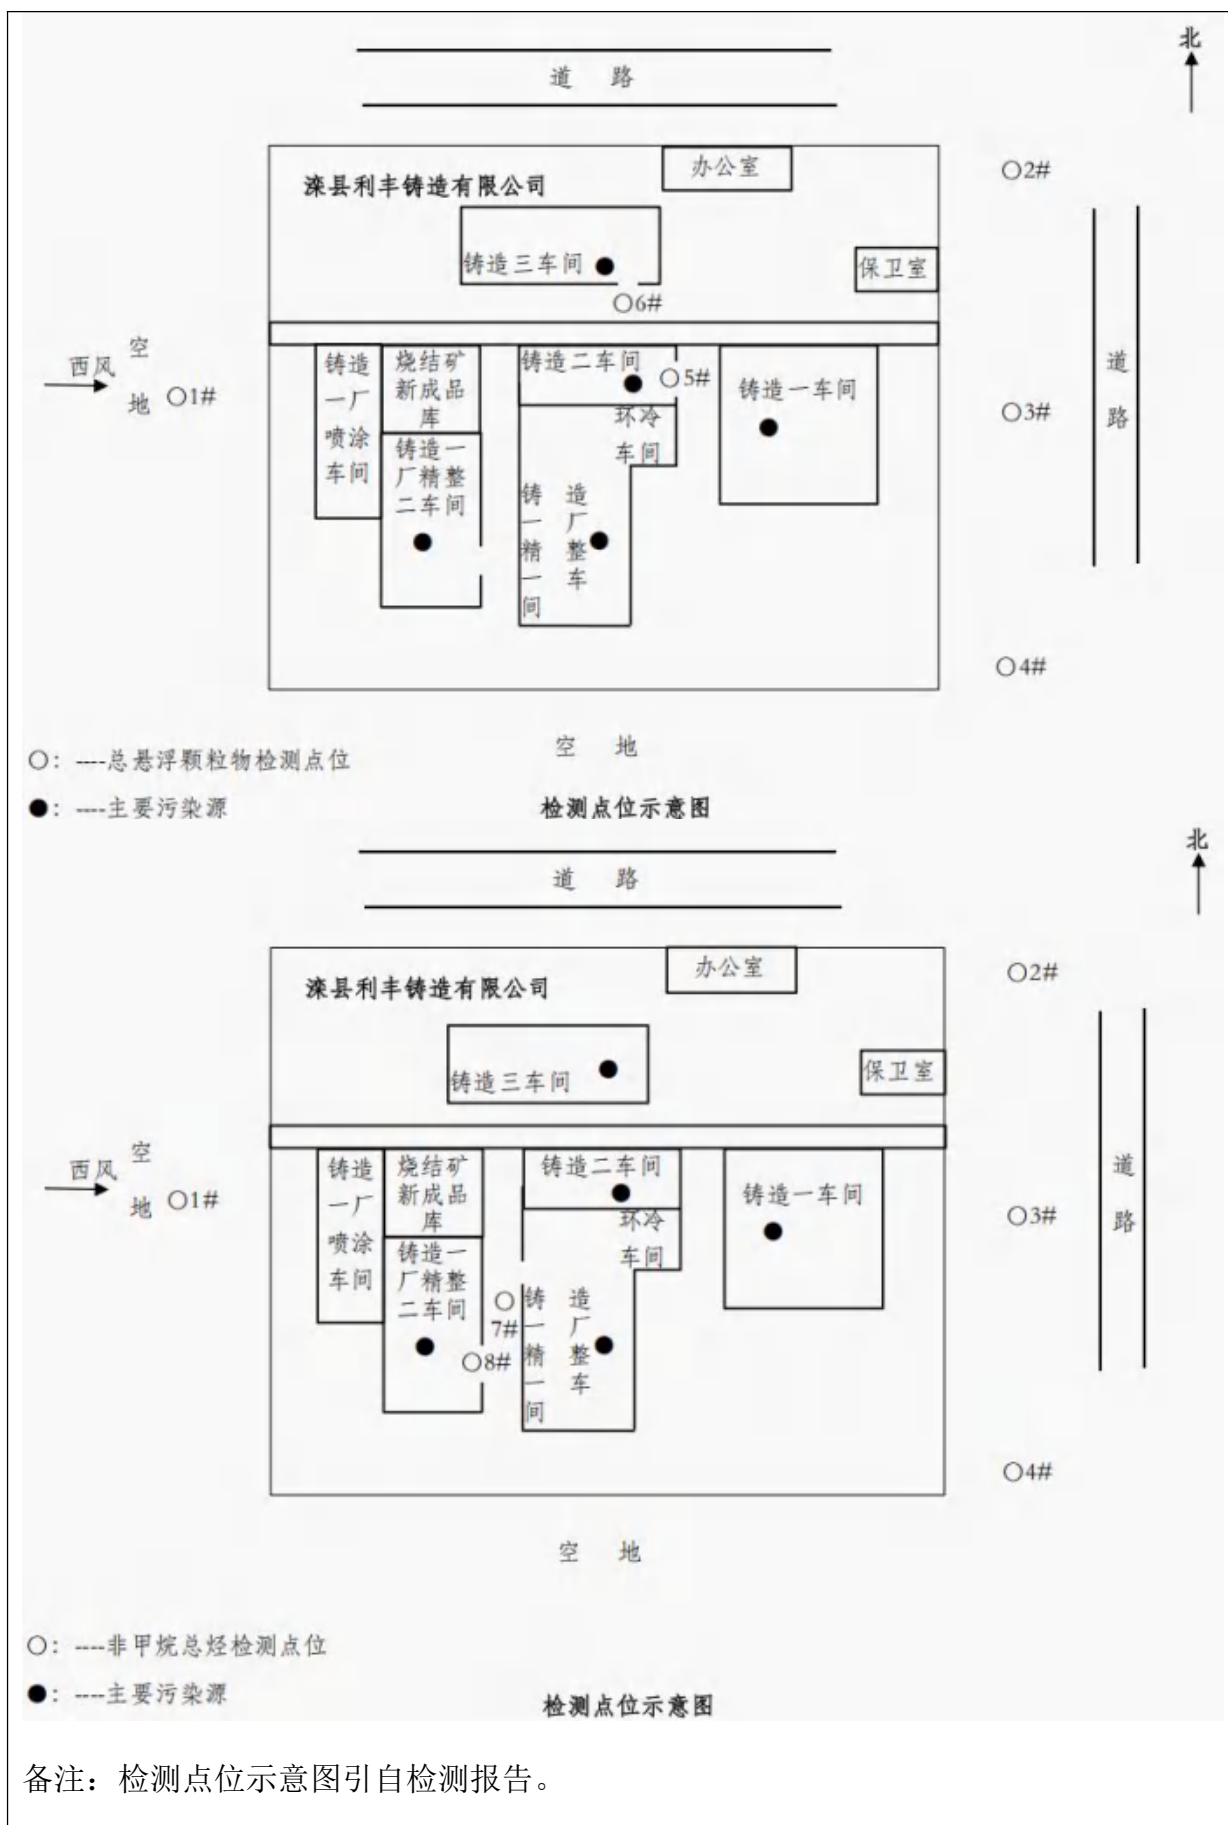 北
道 路
办公室
○2#
滦县利丰铸造有限公司
铸造三车间
保卫室
○6#
西风
空
地
○1#
铸造
一厂
喷涂
车间
烧结矿
新成品
库
铸造一
厂精整
二车间
铸造二车间
○5#
环冷
车间
铸 造
一 厂
精 整
一 车
间
铸造一车间
○3#
道
路
○4#
空 地
○:----总悬浮颗粒物检测点位
●:----主要污染源
检测点位示意图
北
道 路
办公室
○2#
滦县利丰铸造有限公司
铸造三车间
保卫室
西风
空
地
○1#
铸造
一厂
喷涂
车间
烧结矿
新成品
库
铸造一
厂精整
二车间
○
7#
○8#
铸造二车间
环冷
车间
铸 造
一 厂
精 整
一 车
间
铸造一车间
○3#
道
路
○4#
空 地
○:----非甲烷总烃检测点位
●:----主要污染源
检测点位示意图
备注：检测点位示意图引自检测报告。